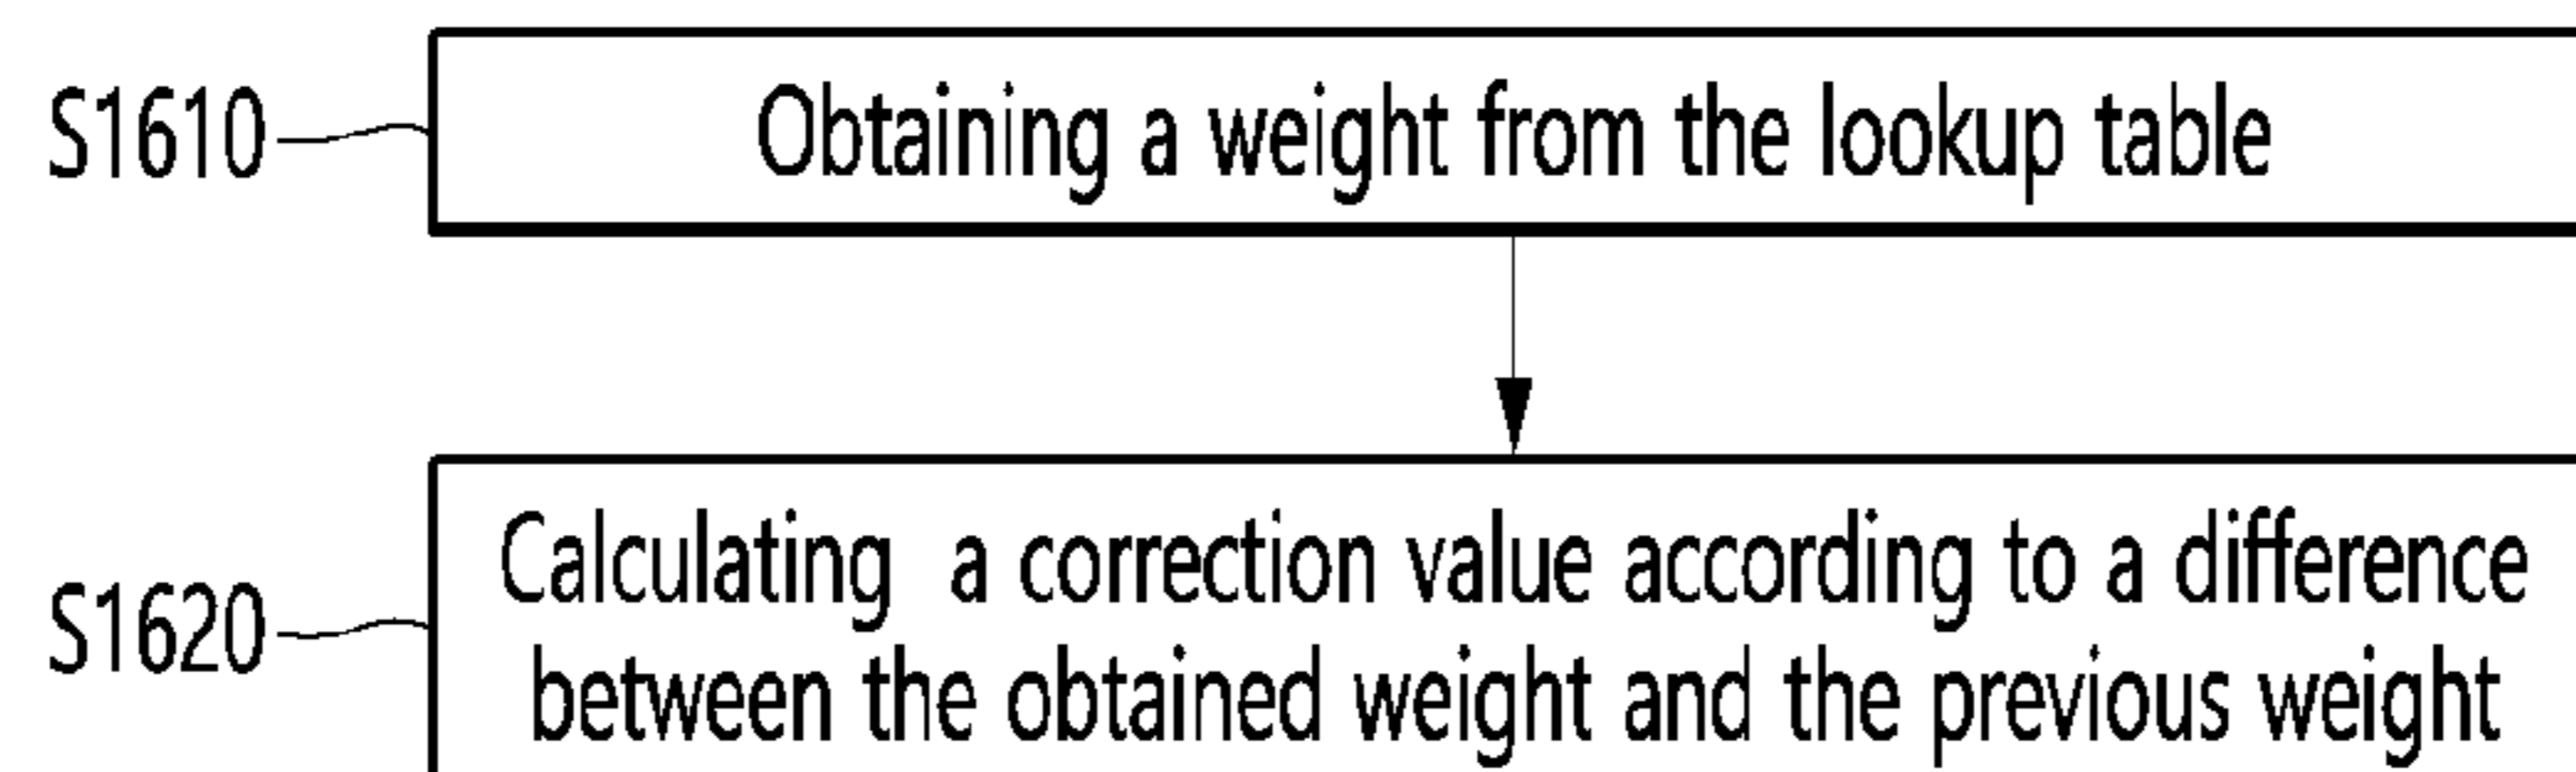 S1610
Obtaining a weight from the lookup table
S1620
Calculating a correction value according to a difference
between the obtained weight and the previous weight